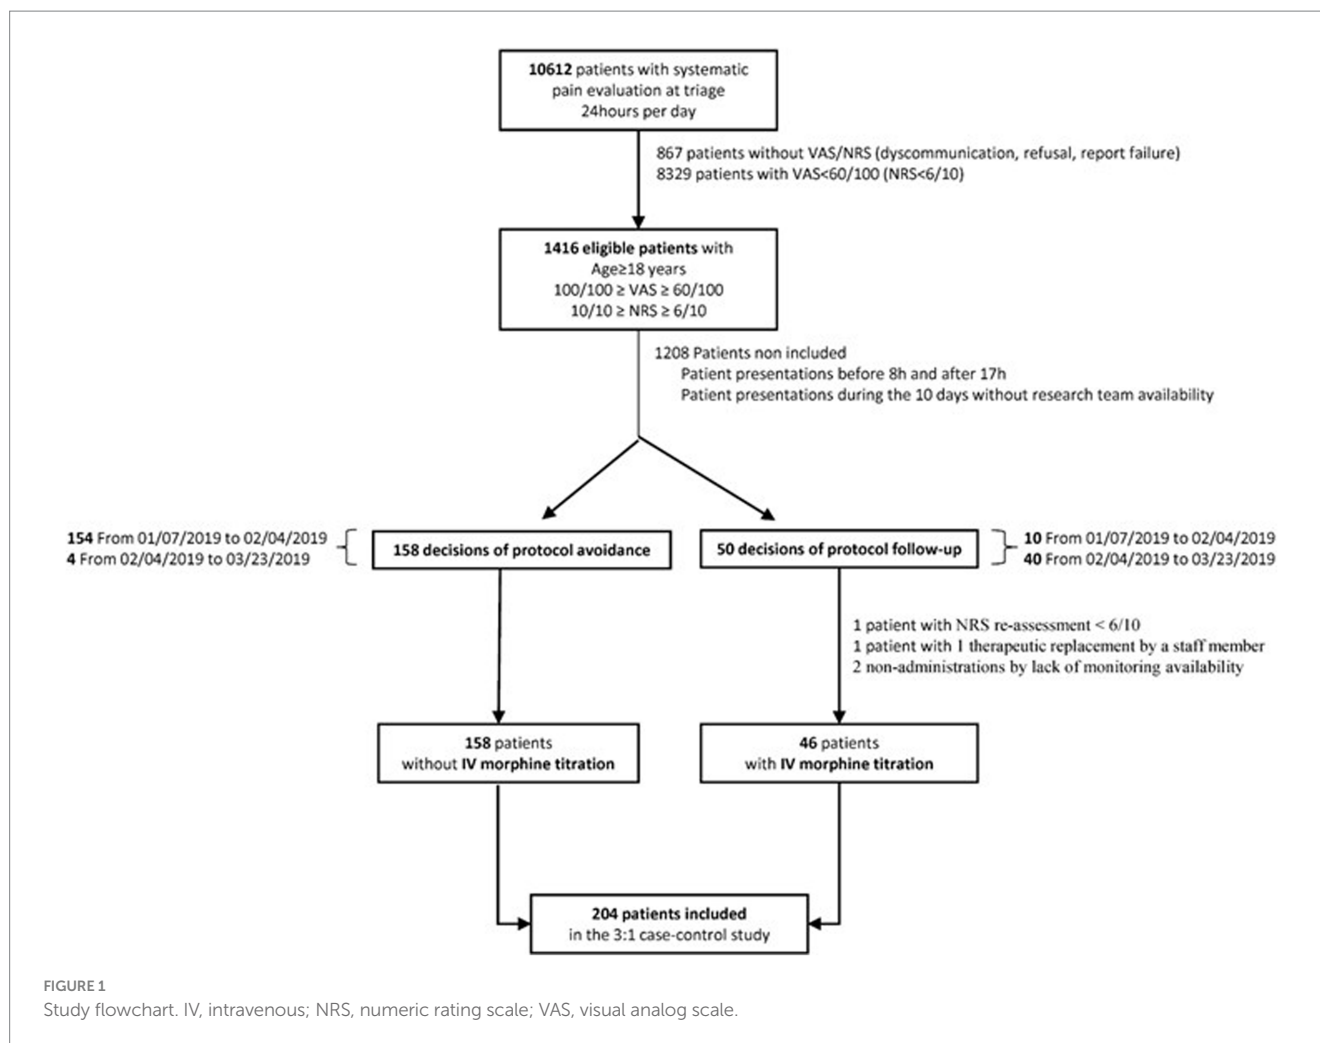 10612 patients with systematic
pain evaluation at triage
24hours per day
867 patients without VAS/NRS (dyscommunication, refusal, report failure)
8329 patients with VAS<60/100 (NRS<6/10)
1416 eligible patients with
Age≥18 years
100/100 ≥ VAS ≥ 60/100
10/10 ≥ NRS ≥ 6/10
1208 Patients non included
Patient presentations before 8h and after 17h
Patient presentations during the 10 days without research team availability
154 From 01/07/2019 to 02/04/2019
4 From 02/04/2019 to 03/23/2019
158 decisions of protocol avoidance
50 decisions of protocol follow-up
10 From 01/07/2019 to 02/04/2019
40 From 02/04/2019 to 03/23/2019
1 patient with NRS re-assessment < 6/10
1 patient with 1 therapeutic replacement by a staff member
2 non-administrations by lack of monitoring availability
158 patients
without IV morphine titration
46 patients
with IV morphine titration
204 patients included
in the 3:1 case-control study
FIGURE 1
Study flowchart. IV, intravenous; NRS, numeric rating scale; VAS, visual analog scale.